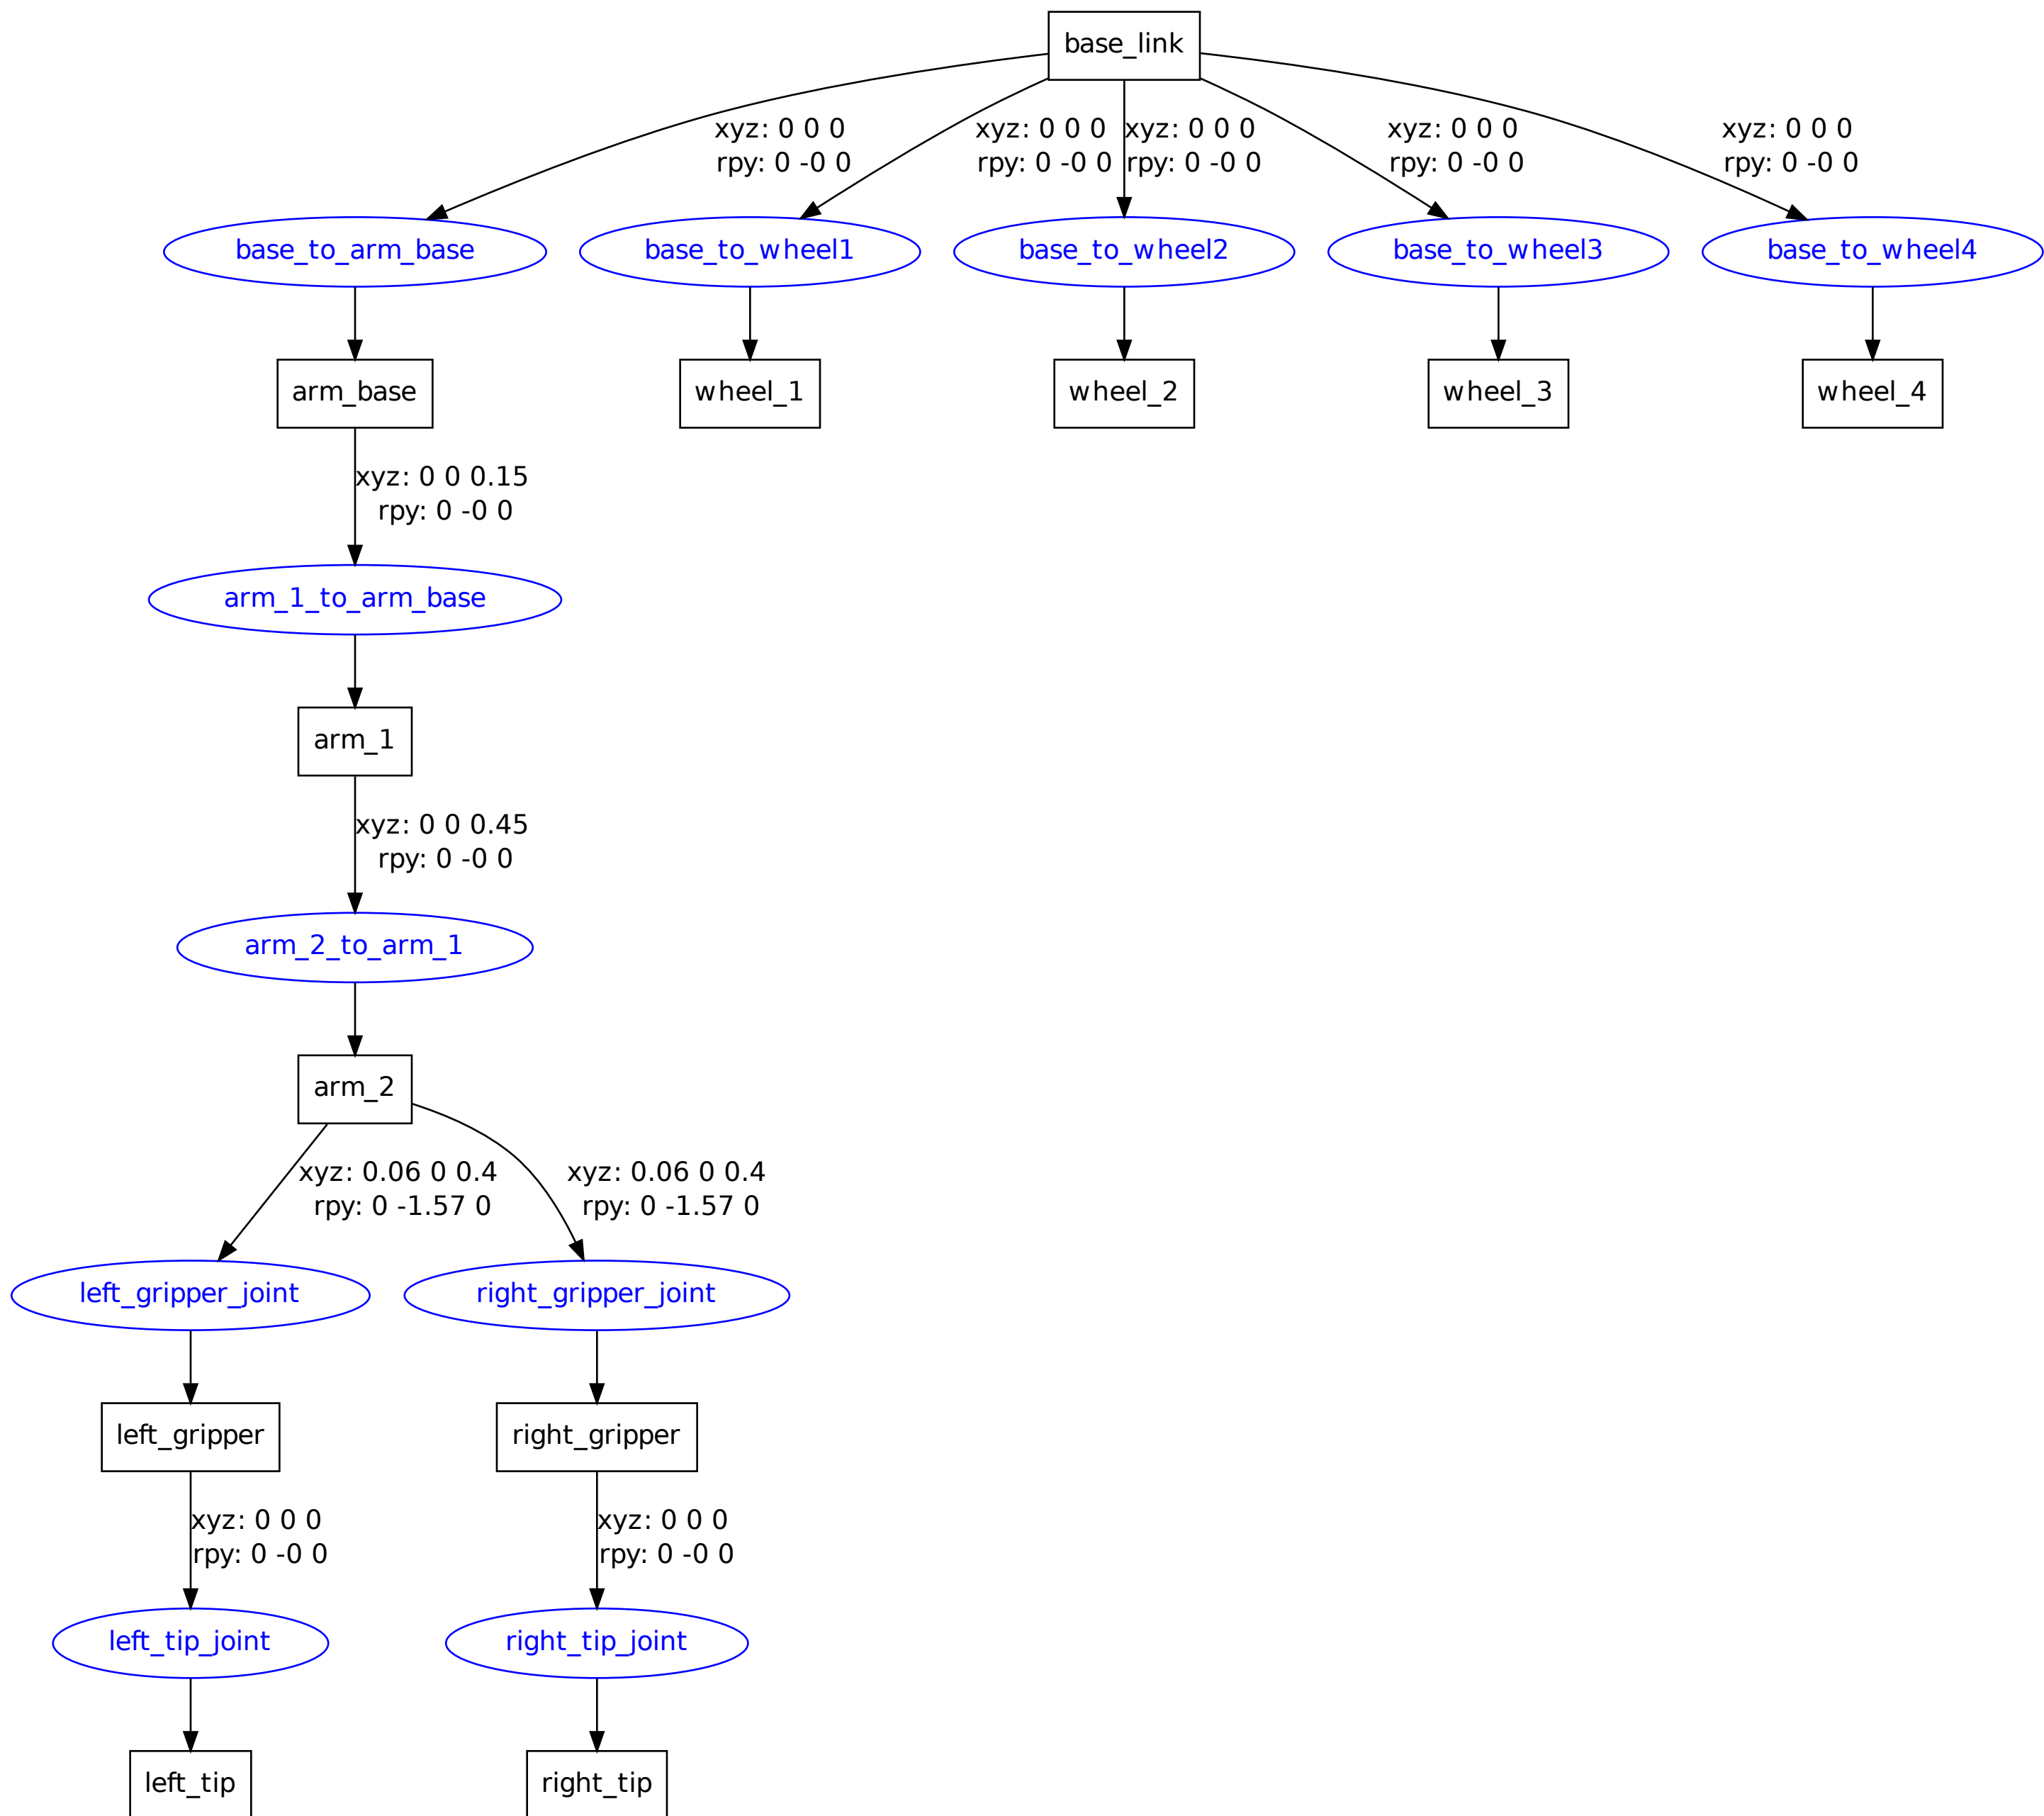 base_link
xyz: 0 0 0
rpy: 0 -0 0
xyz: 0 0 0
rpy: 0 -0 0
xyz: 0 0 0
rpy: 0 -0 0
xyz: 0 0 0
rpy: 0 -0 0
xyz: 0 0 0
rpy: 0 -0 0
base_to_arm_base
base_to_wheel1
base_to_wheel2
base_to_wheel3
base_to_wheel4
arm_base
wheel_1
wheel_2
wheel_3
wheel_4
xyz: 0 0 0.15
rpy: 0 -0 0
arm_1_to_arm_base
arm_1
xyz: 0 0 0.45
rpy: 0 -0 0
arm_2_to_arm_1
arm_2
xyz: 0.06 0 0.4
rpy: 0 -1.57 0
xyz: 0.06 0 0.4
rpy: 0 -1.57 0
left_gripper_joint
right_gripper_joint
left_gripper
right_gripper
xyz: 0 0 0
rpy: 0 -0 0
xyz: 0 0 0
rpy: 0 -0 0
left_tip_joint
right_tip_joint
left_tip
right_tip